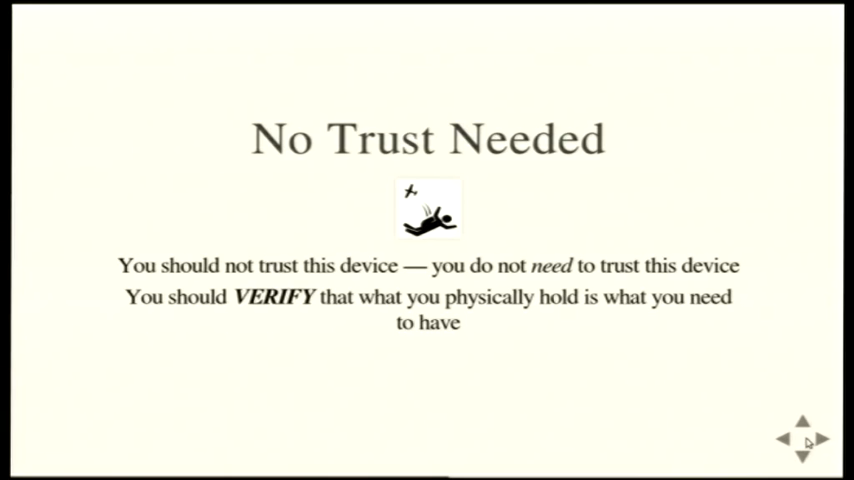 No Trust Needed
You should not trust this device — you do not need to trust this device
You should VERIFY that what you physically hold is what you need
to have